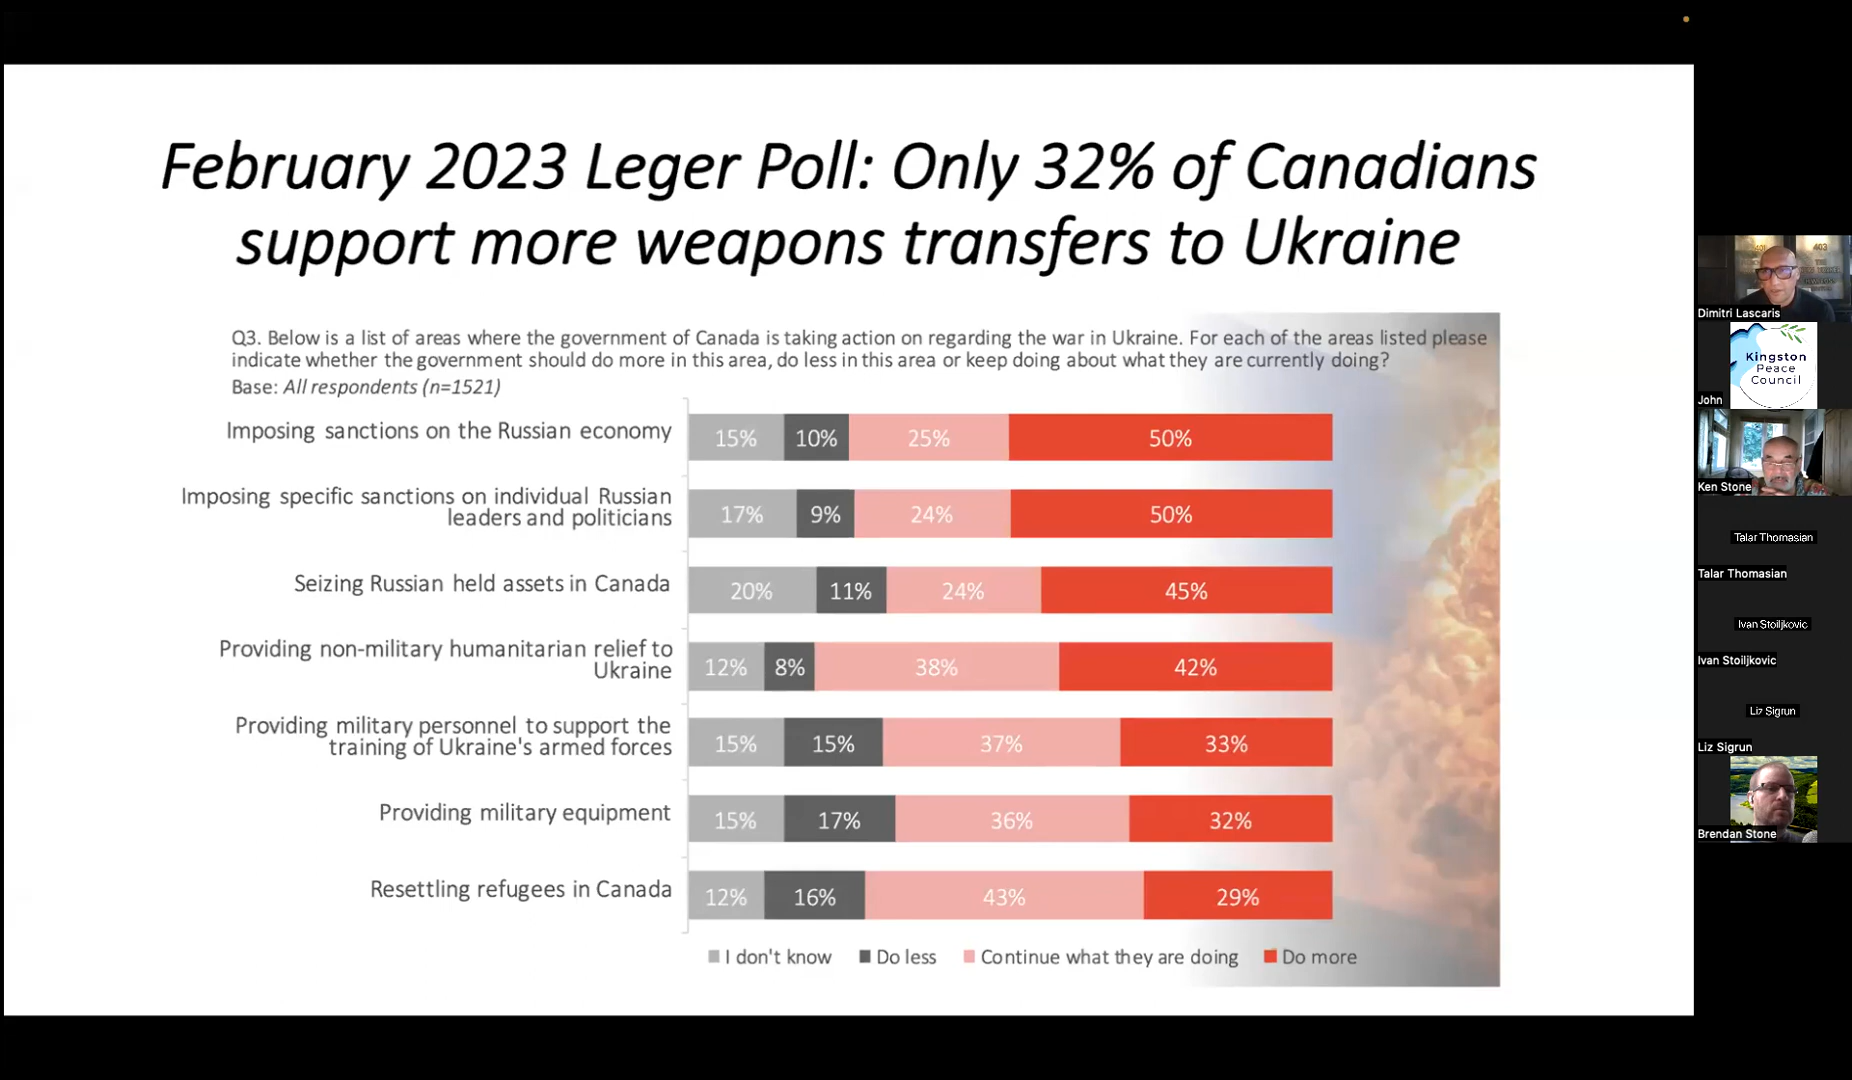 February 2023 Leger Poll: Only 32% of Canadians
support more weapons transfers to Ukraine
Q3. Below is a list of areas where the government of Canada is taking action on regarding the war in Ukraine. For each of the areas listed please
indicate whether the government should do more in this area, do less in this area or keep doing about what they are currently doing?
Base: All respondents (n=1521)
Imposing sanctions on the Russian economy
15% 10% 25% 50%
Imposing specific sanctions on individual Russian
leaders and politicians
17% 9% 24% 50%
Seizing Russian held assets in Canada
20% 11% 24% 45%
Providing non-military humanitarian relief to
Ukraine
12% 8% 38% 42%
Providing military personnel to support the
training of Ukraine's armed forces
15% 15% 37% 33%
Providing military equipment
15% 17% 36% 32%
Resettling refugees in Canada
12% 16% 43% 29%
I don't know Do less Continue what they are doing Do more
403
Dimitri Lascaris
Kingston
Peace
Council
John
Ken Stone
Talar Thomasian
Talar Thomasian
Ivan Stoiljkovic
Ivan Stoiljkovic
Liz Sigrun
Liz Sigrun
Brendan Stone